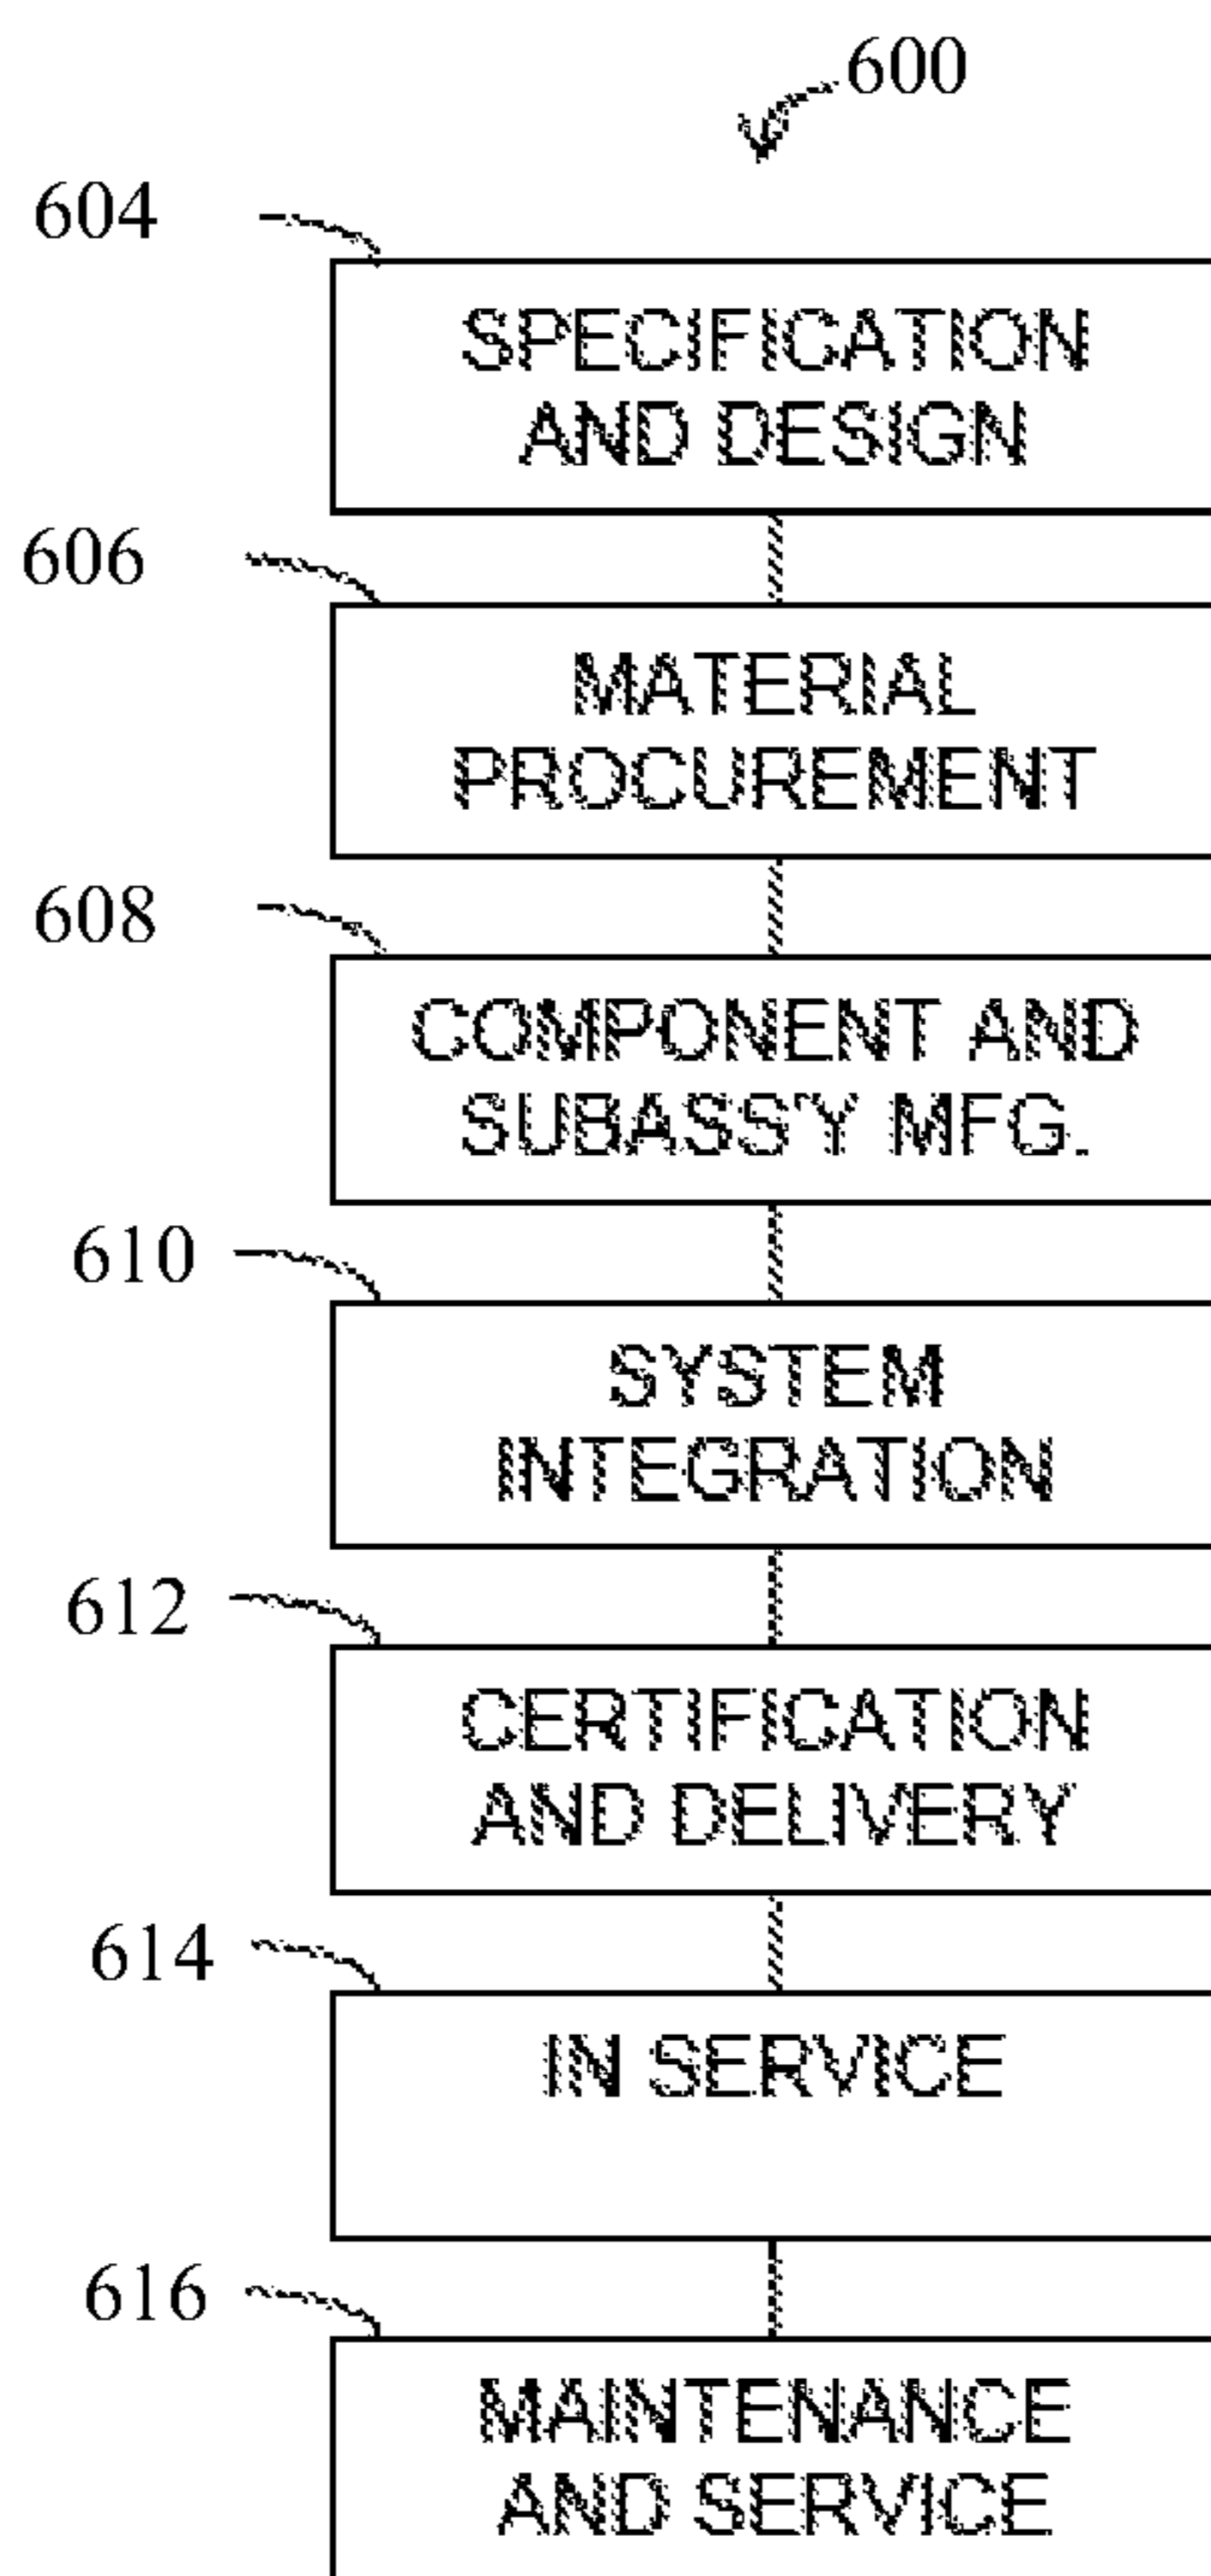 600
604
SPECIFICATION
AND DESIGN
606
MATERIAL
PROCUREMENT
608
COMPONENT AND
SUBASS'Y MFG.
610
SYSTEM
INTEGRATION
612
CERTIFICATION
AND DELIVERY
614
IN SERVICE
616
MAINTENANCE
AND SERVICE